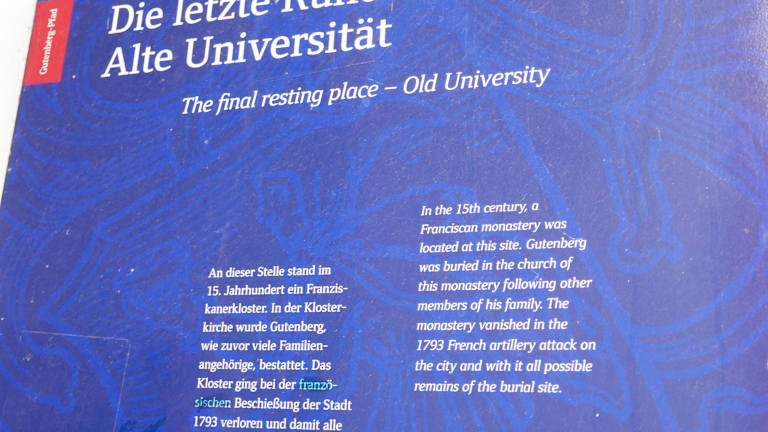 Gutenberg-Pfad
Die letzte
Alte Universität
The final resting place – Old University
An dieser Stelle stand im
15. Jahrhundert ein Franzis-
kanerkloster. In der Kloster-
kirche wurde Gutenberg,
wie zuvor viele Familien-
angehörige, bestattet. Das
Kloster ging bei der franzö-
sischen Beschießung der Stadt
1793 verloren und damit alle
In the 15th century, a
Franciscan monastery was
located at this site. Gutenberg
was buried in the church of
this monastery following other
members of his family. The
monastery vanished in the
1793 French artillery attack on
the city and with it all possible
remains of the burial site.